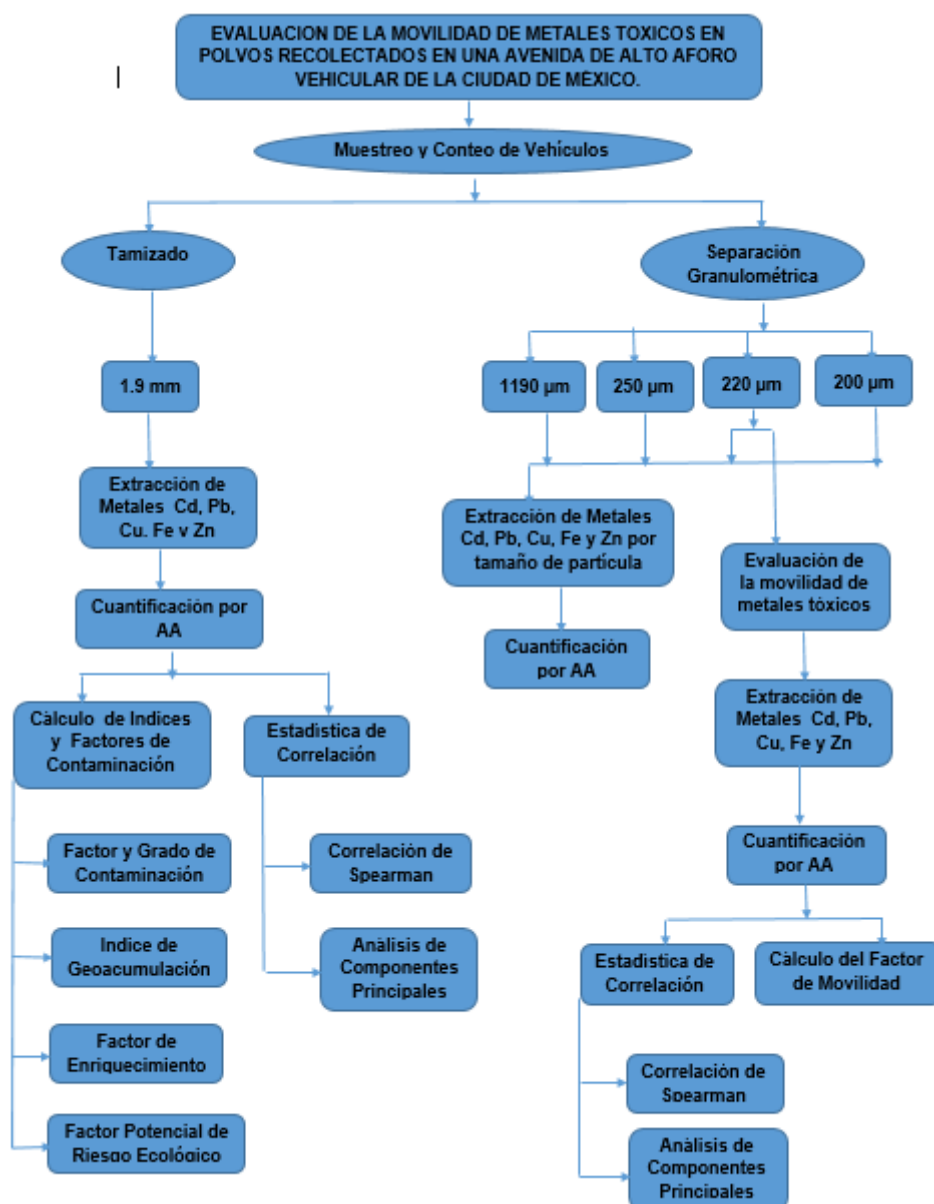 EVALUACION DE LA MOVILIDAD DE METALES TOXICOS EN
POLVOS RECOLECTADOS EN UNA AVENIDA DE ALTO AFORO
VEHICULAR DE LA CIUDAD DE MÉXICO.
Muestreo y Conteo de Vehículos
Tamizado
Separación
Granulométrica
1.9 mm
1190 µm
250 µm
220 µm
200 µm
Extracción de
Metales Cd, Pb,
Cu. Fe y Zn
Extracción de Metales
Cd, Pb, Cu, Fe y Zn por
tamaño de partícula
Evaluación de
la movilidad de
metales tóxicos
Cuantificación por
AA
Cuantificación
por AA
Extracción de
Metales Cd, Pb,
Cu, Fe y Zn
Càlculo de Indices
y Factores de
Contaminación
Estadistica de
Correlación
Cuantificación
por AA
Factor y Grado de
Contaminación
Correlación de
Spearman
Indice de
Geoacumulación
Anàlisis de
Componentes
Principales
Estadistica de
Correlación
Càlculo del Factor
de Movilidad
Factor de
Enriquecimiento
Correlación de
Spearman
Factor Potencial de
Riesgo Ecológico
Anàlisis de
Componentes
Principales